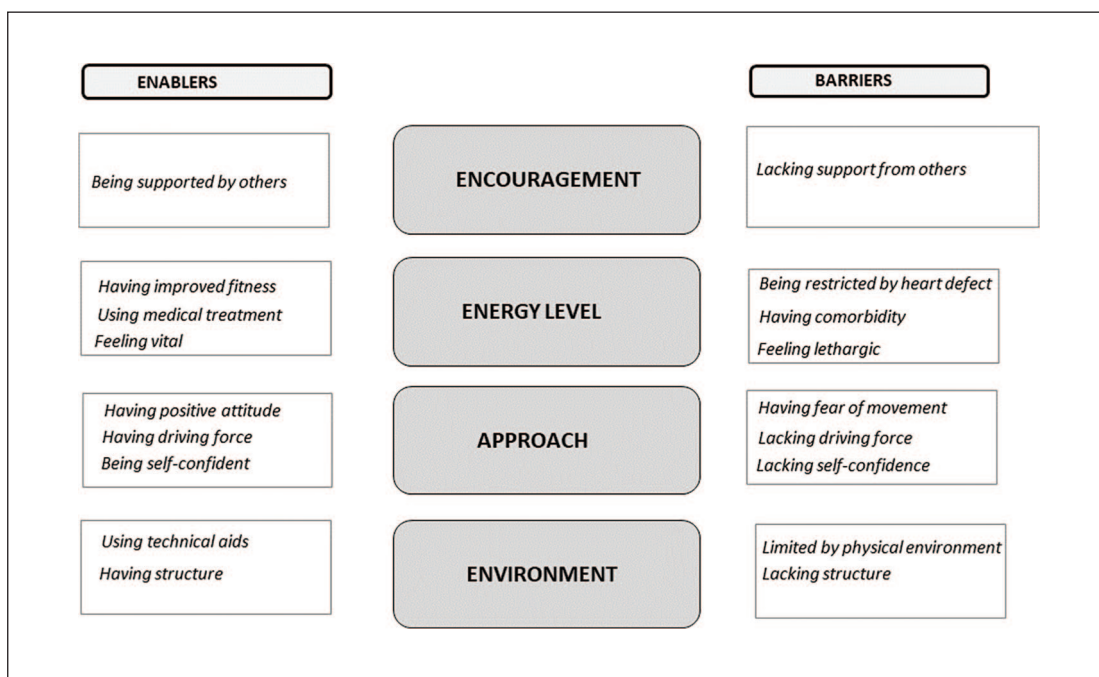 ENABLERS
BARRIERS
Being supported by others
ENCOURAGEMENT
Lacking support from others
Having improved fitness
Using medical treatment
Feeling vital
ENERGY LEVEL
Being restricted by heart defect
Having comorbidity
Feeling lethargic
Having positive attitude
Having driving force
Being self-confident
APPROACH
Having fear of movement
Lacking driving force
Lacking self-confidence
Using technical aids
Having structure
ENVIRONMENT
Limited by physical environment
Lacking structure